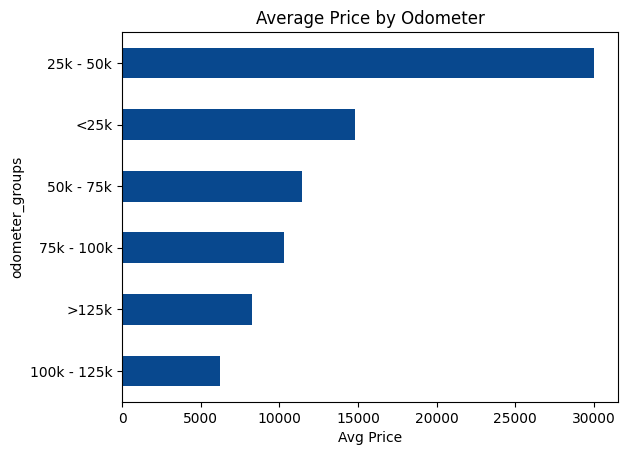 Average Price by Odometer
odometer_groups
25k - 50k
<25k
50k - 75k
75k - 100k
>125k
100k - 125k
0 5000 10000 15000 20000 25000 30000
Avg Price